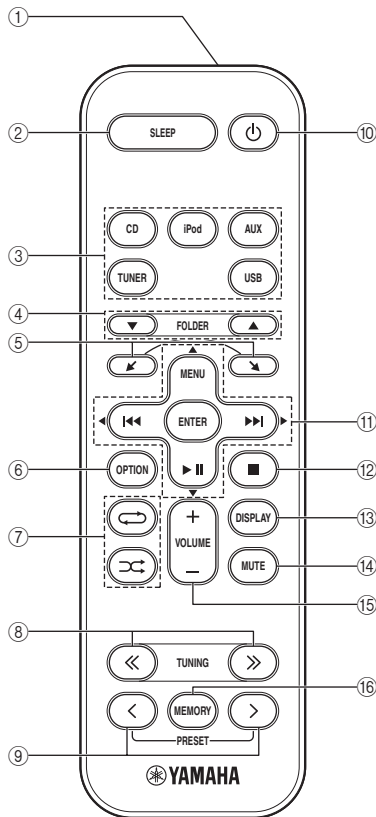 ①
② SLEEP ⑩
CD iPod AUX
③
TUNER USB
④ FOLDER
⑤
MENU
ENTER ⑪
⑥ OPTION ⑫
⑦ + DISPLAY ⑬
VOLUME
MUTE ⑭
– ⑮
⑧
TUNING
⑯
MEMORY
⑨ PRESET
YAMAHA